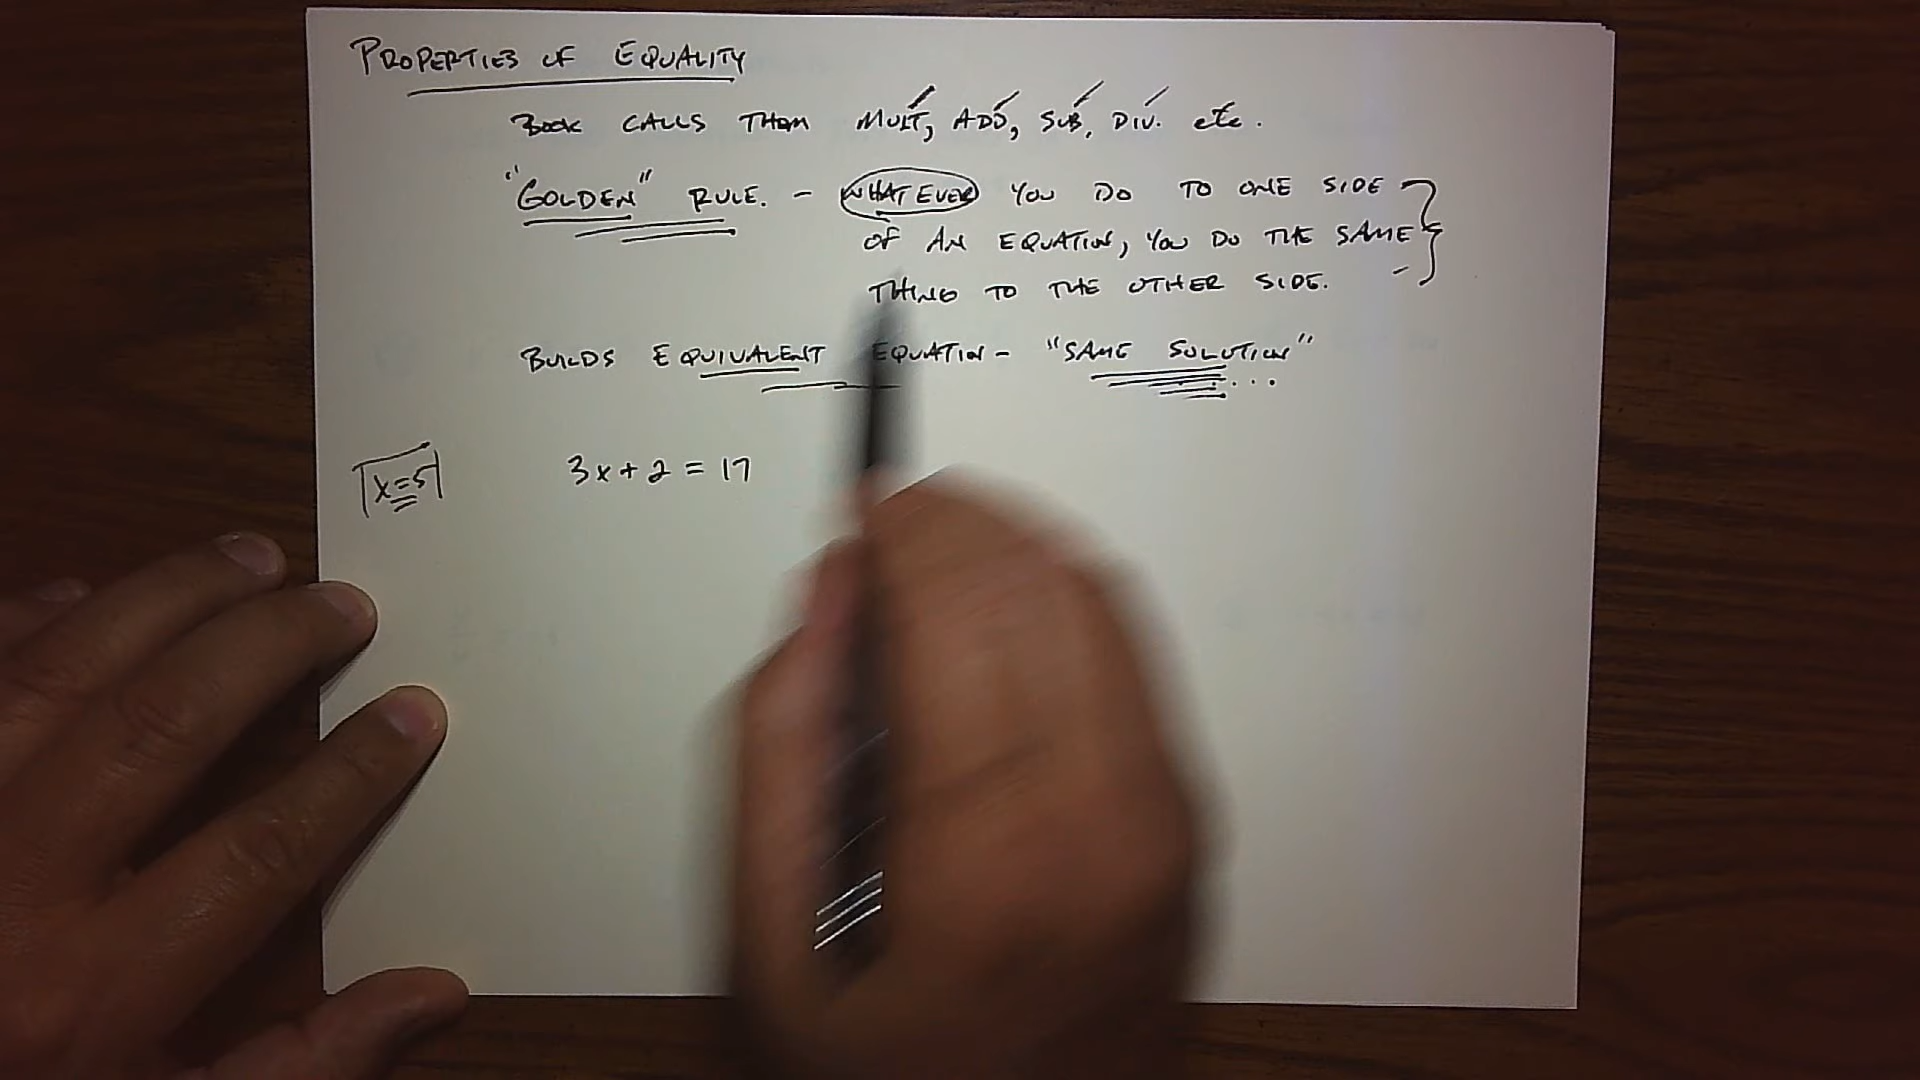 PROPERTIES OF EQUALITY
BOOK CALLS THEM MULT, ADD, SUB, DIV. etc.
"GOLDEN" RULE. - WHATEVER YOU DO TO ONE SIDE
OF AN EQUATION, YOU DO THE SAME
THING TO THE OTHER SIDE.
BUILDS EQUIVALENT EQUATION - "SAME SOLUTION"
...
x=5 3x+2=17